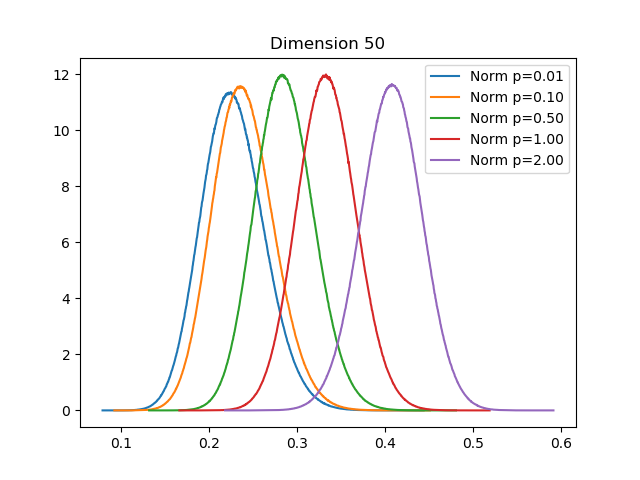 Dimension 50
Norm p=0.01
Norm p=0.10
Norm p=0.50
Norm p=1.00
Norm p=2.00
12
10
8
6
4
2
0
0.1 0.2 0.3 0.4 0.5 0.6